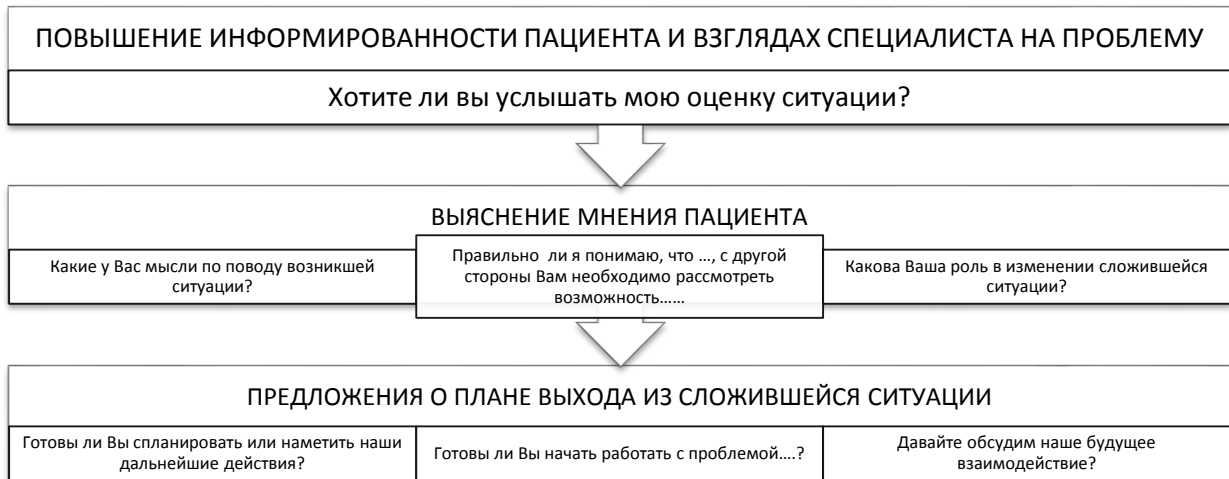 ПОВЫШЕНИЕ ИНФОРМИРОВАННОСТИ ПАЦИЕНТА И ВЗГЛЯДАХ СПЕЦИАЛИСТА НА ПРОБЛЕМУ
Хотите ли вы услышать мою оценку ситуации?
ВЫЯСНЕНИЕ МНЕНИЯ ПАЦИЕНТА
Какие у Вас мысли по поводу возникшей
ситуации?
Правильно ли я понимаю, что …, с другой
стороны Вам необходимо рассмотреть
возможность……
Какова Ваша роль в изменении сложившейся
ситуации?
ПРЕДЛОЖЕНИЯ О ПЛАНЕ ВЫХОДА ИЗ СЛОЖИВШЕЙСЯ СИТУАЦИИ
Готовы ли Вы спланировать или наметить наши
дальнейшие действия?
Готовы ли Вы начать работать с проблемой….?
Давайте обсудим наше будущее
взаимодействие?